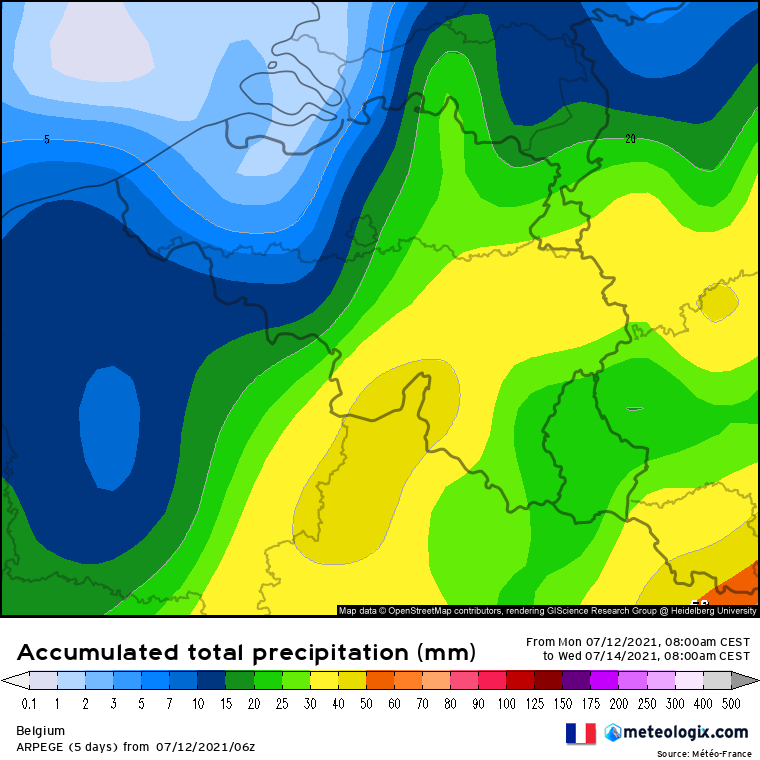 5
20
Map data © OpenStreetMap contributors, rendering GIScience Research Group @ Heidelberg University
Accumulated total precipitation (mm)
From Mon 07/12/2021, 08:00am CEST
to Wed 07/14/2021, 08:00am CEST
0.1 1 2 3 5 7 10 15 20 25 30 40 50 60 70 80 90 100 125 150 175 200 250 300 400 500
Belgium
ARPEGE (5 days) from 07/12/2021/06z
meteologix.com
Source: Météo-France